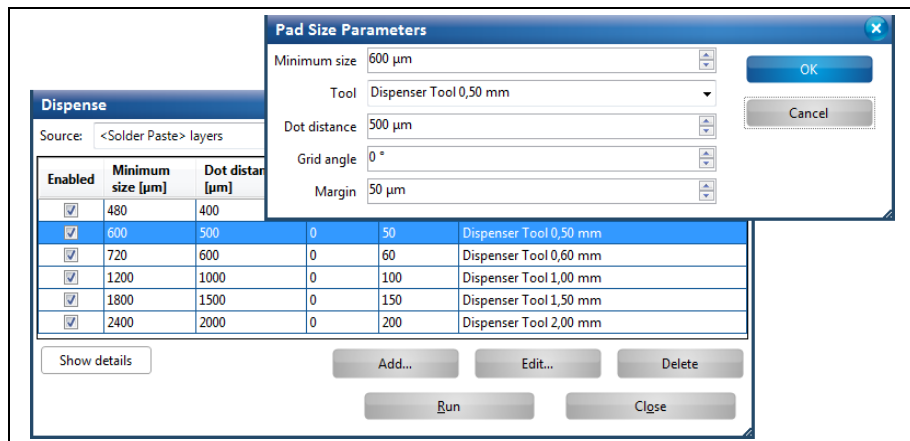 Pad Size Parameters
Minimum size 600 µm
Tool Dispenser Tool 0,50 mm
Dot distance 500 µm
Grid angle 0 °
Margin 50 µm
OK
Cancel
Dispense
Source: <Solder Paste> layers
Enabled Minimum size [µm] Dot distan [µm]
480 400
600 500 0 50 Dispenser Tool 0,50 mm
720 600 0 60 Dispenser Tool 0,60 mm
1200 1000 0 100 Dispenser Tool 1,00 mm
1800 1500 0 150 Dispenser Tool 1,50 mm
2400 2000 0 200 Dispenser Tool 2,00 mm
Show details Add... Edit... Delete
Run Close